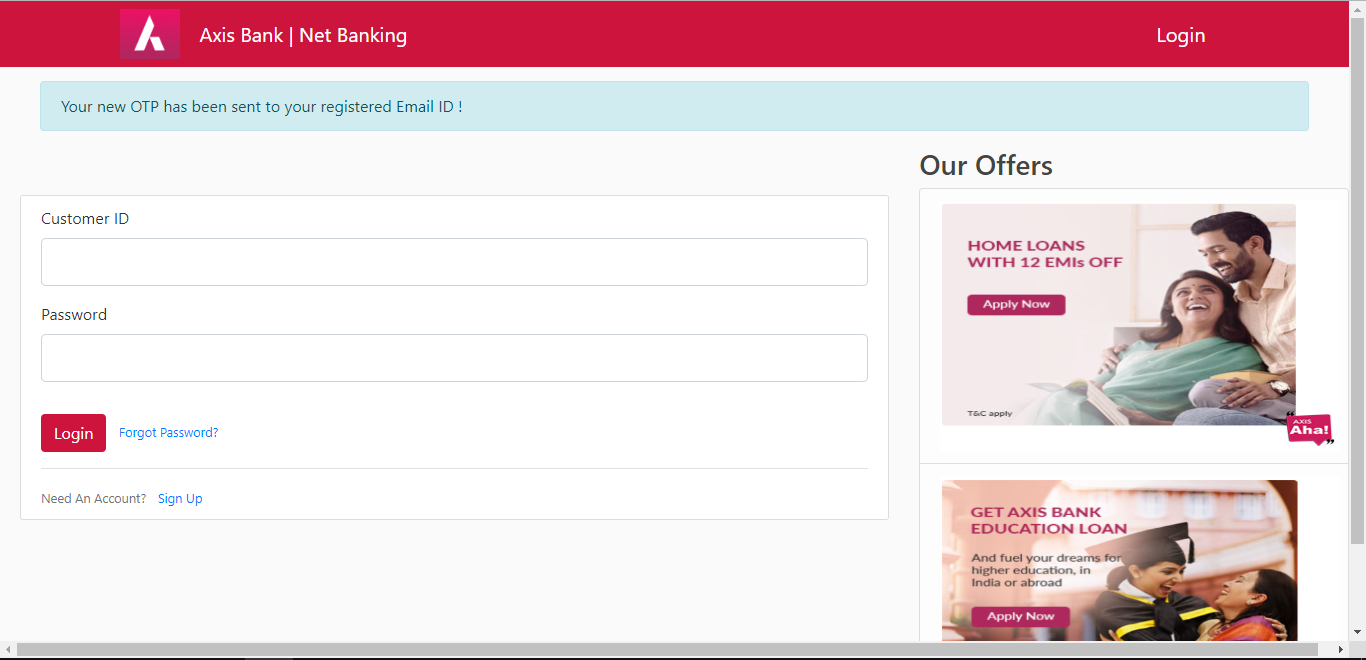 Axis Bank | Net Banking
Login
Your new OTP has been sent to your registered Email ID !
Customer ID
Password
Login
Forgot Password?
Need An Account?
Sign Up
Our Offers
HOME LOANS
WITH 12 EMIs OFF
Apply Now
T&C apply
AXIS
Aha!
GET AXIS BANK
EDUCATION LOAN
And fuel your dreams for
higher education, in
India or abroad
Apply Now